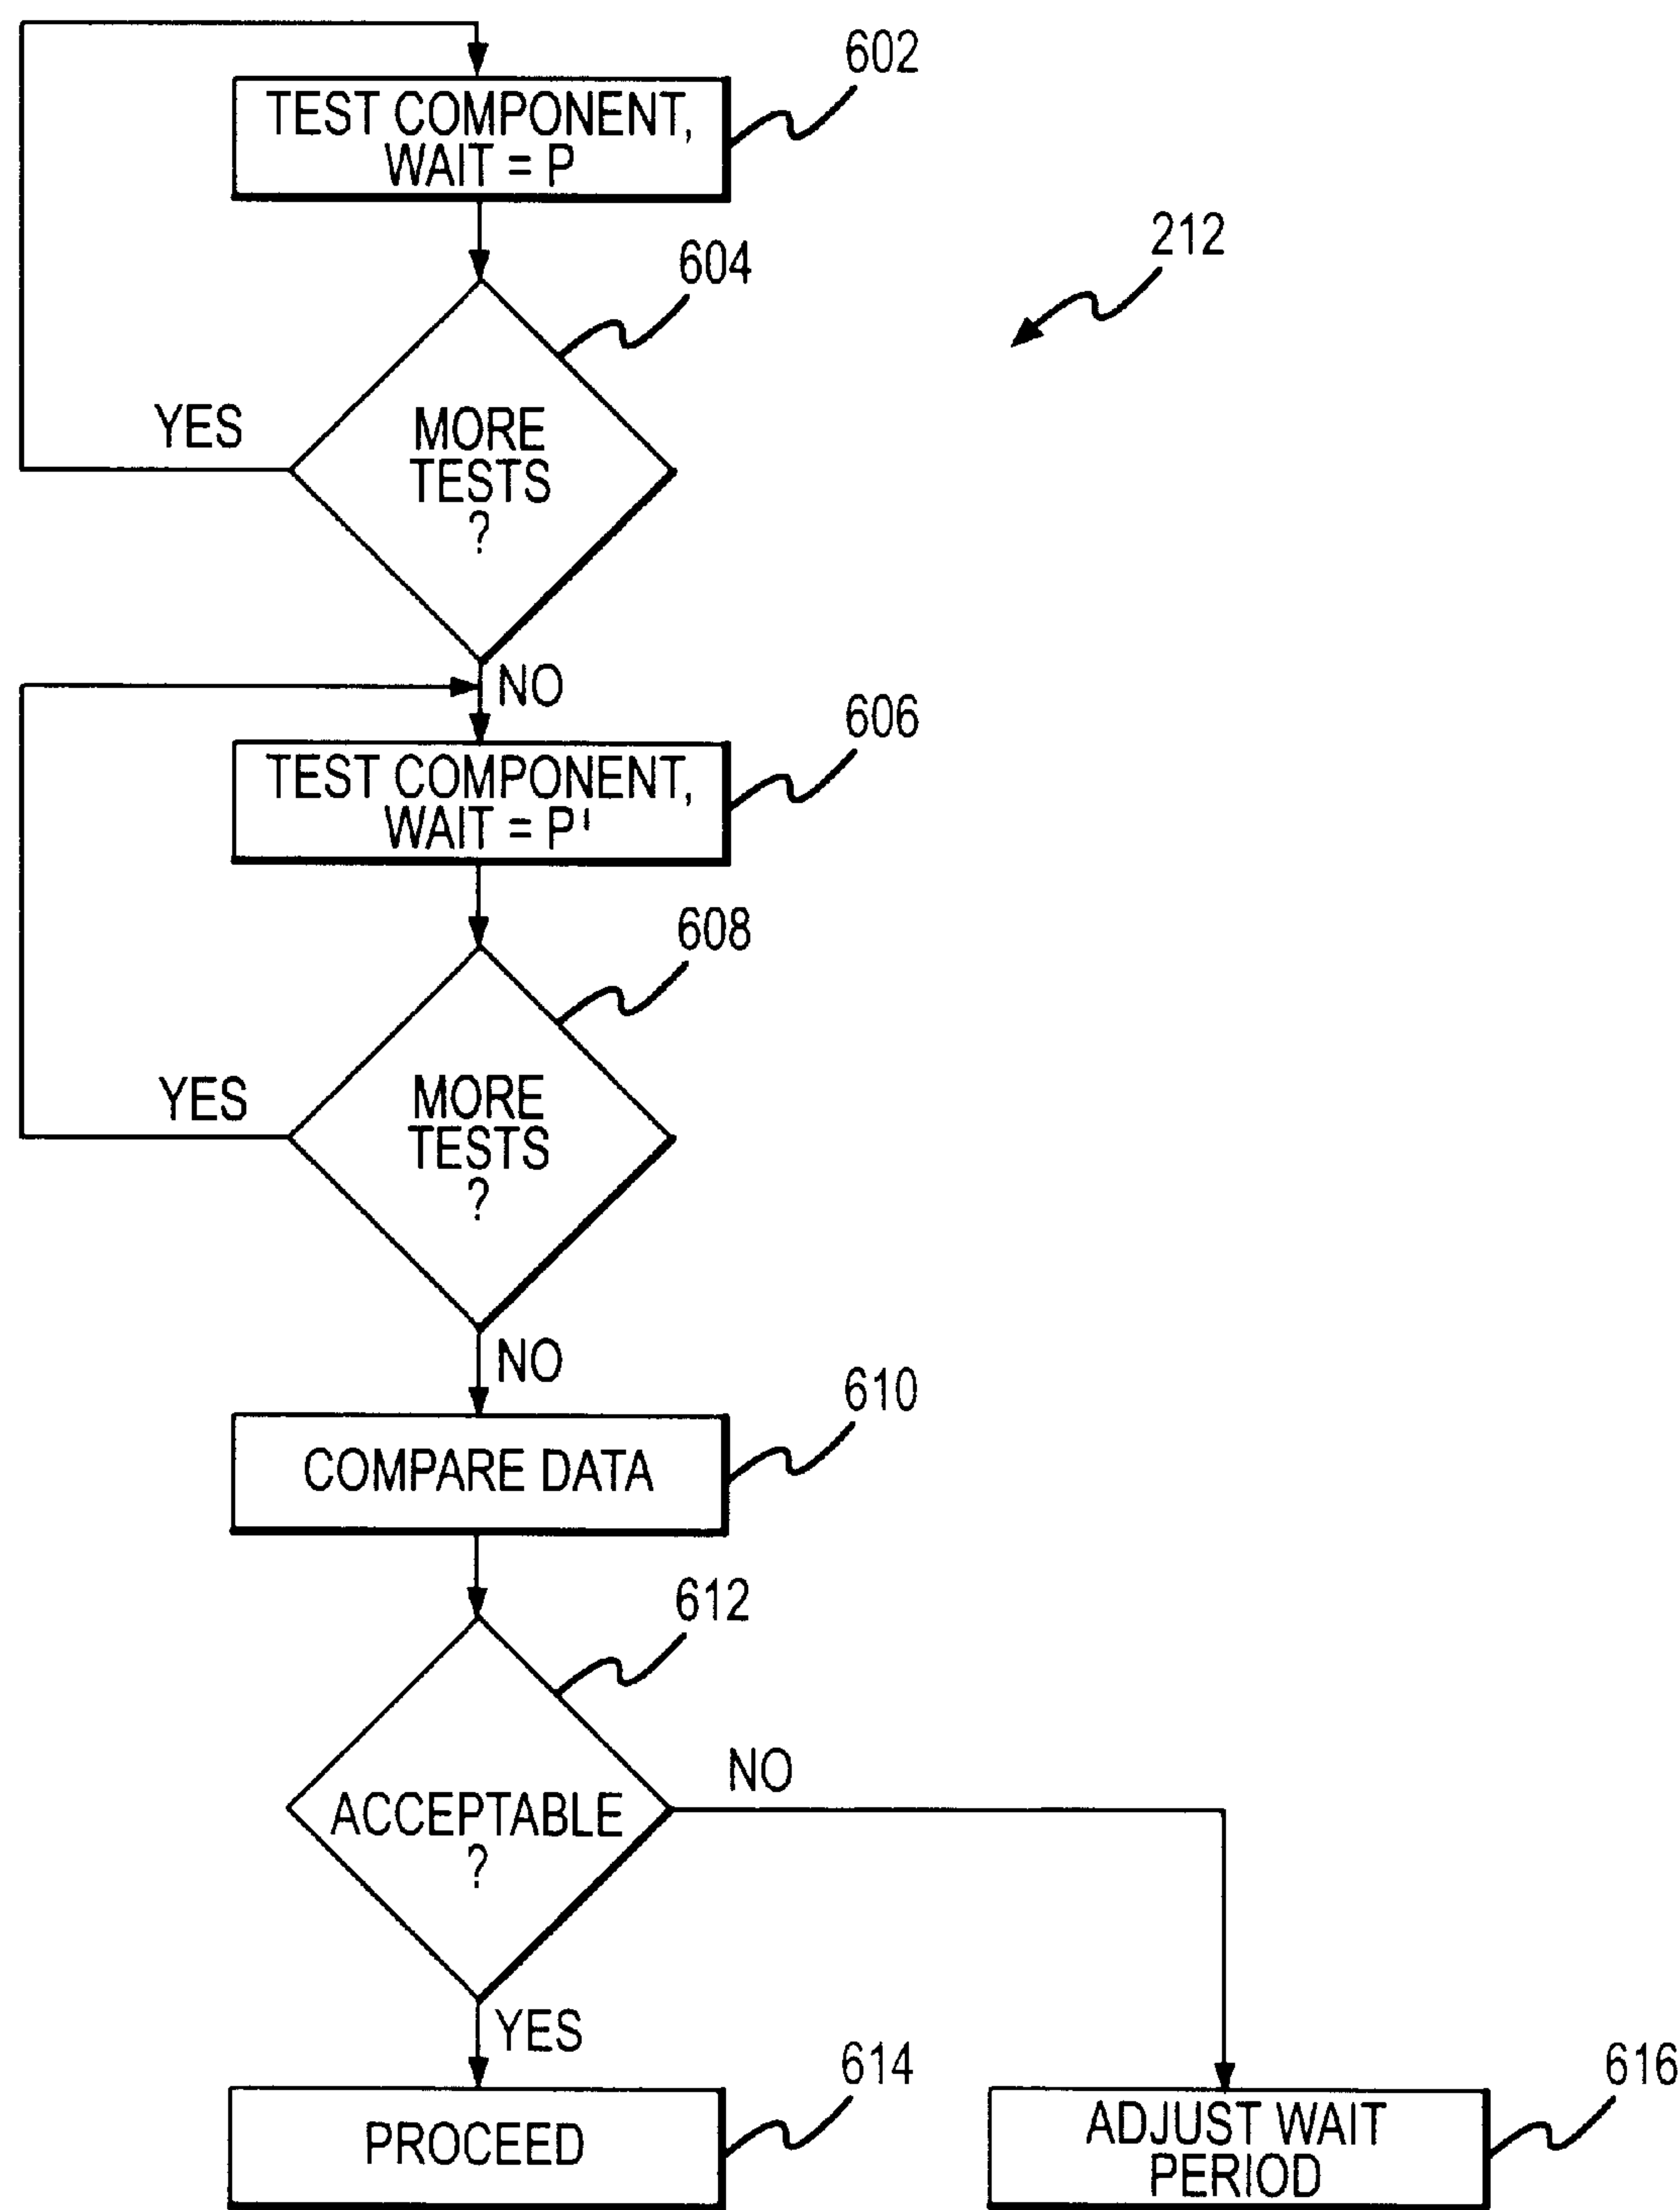 602
TEST COMPONENT,
WAIT = P
212
604
YES
MORE
TESTS
?
NO
606
TEST COMPONENT,
WAIT = P'
608
YES
MORE
TESTS
?
NO
610
COMPARE DATA
612
NO
ACCEPTABLE
?
YES
614
616
PROCEED
ADJUST WAIT
PERIOD